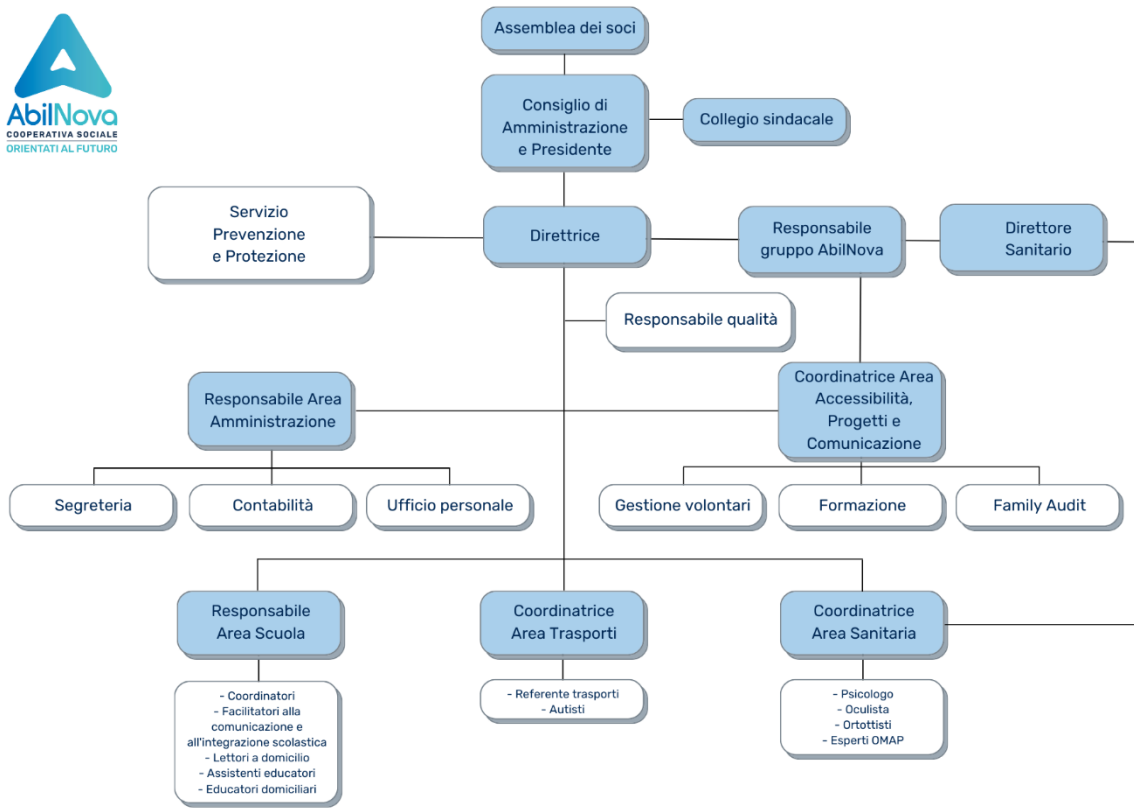 AbilNova
COOPERATIVA SOCIALE
ORIENTATI AL FUTURO
Assemblea dei soci
Consiglio di
Amministrazione
e Presidente
Collegio sindacale
Servizio
Prevenzione
e Protezione
Direttrice
Responsabile
gruppo AbilNova
Direttore
Sanitario
Responsabile qualità
Responsabile Area
Amministrazione
Coordinatrice Area
Accessibilità,
Progetti e
Comunicazione
Segreteria
Contabilità
Ufficio personale
Gestione volontari
Formazione
Family Audit
Responsabile
Area Scuola
Coordinatrice
Area Trasporti
Coordinatrice
Area Sanitaria
- Coordinatori
- Facilitatori alla
comunicazione e
all'integrazione scolastica
- Lettori a domicilio
- Assistenti educatori
- Educatori domiciliari
- Referente trasporti
- Autisti
- Psicologo
- Oculista
- Ortottisti
- Esperti OMAP